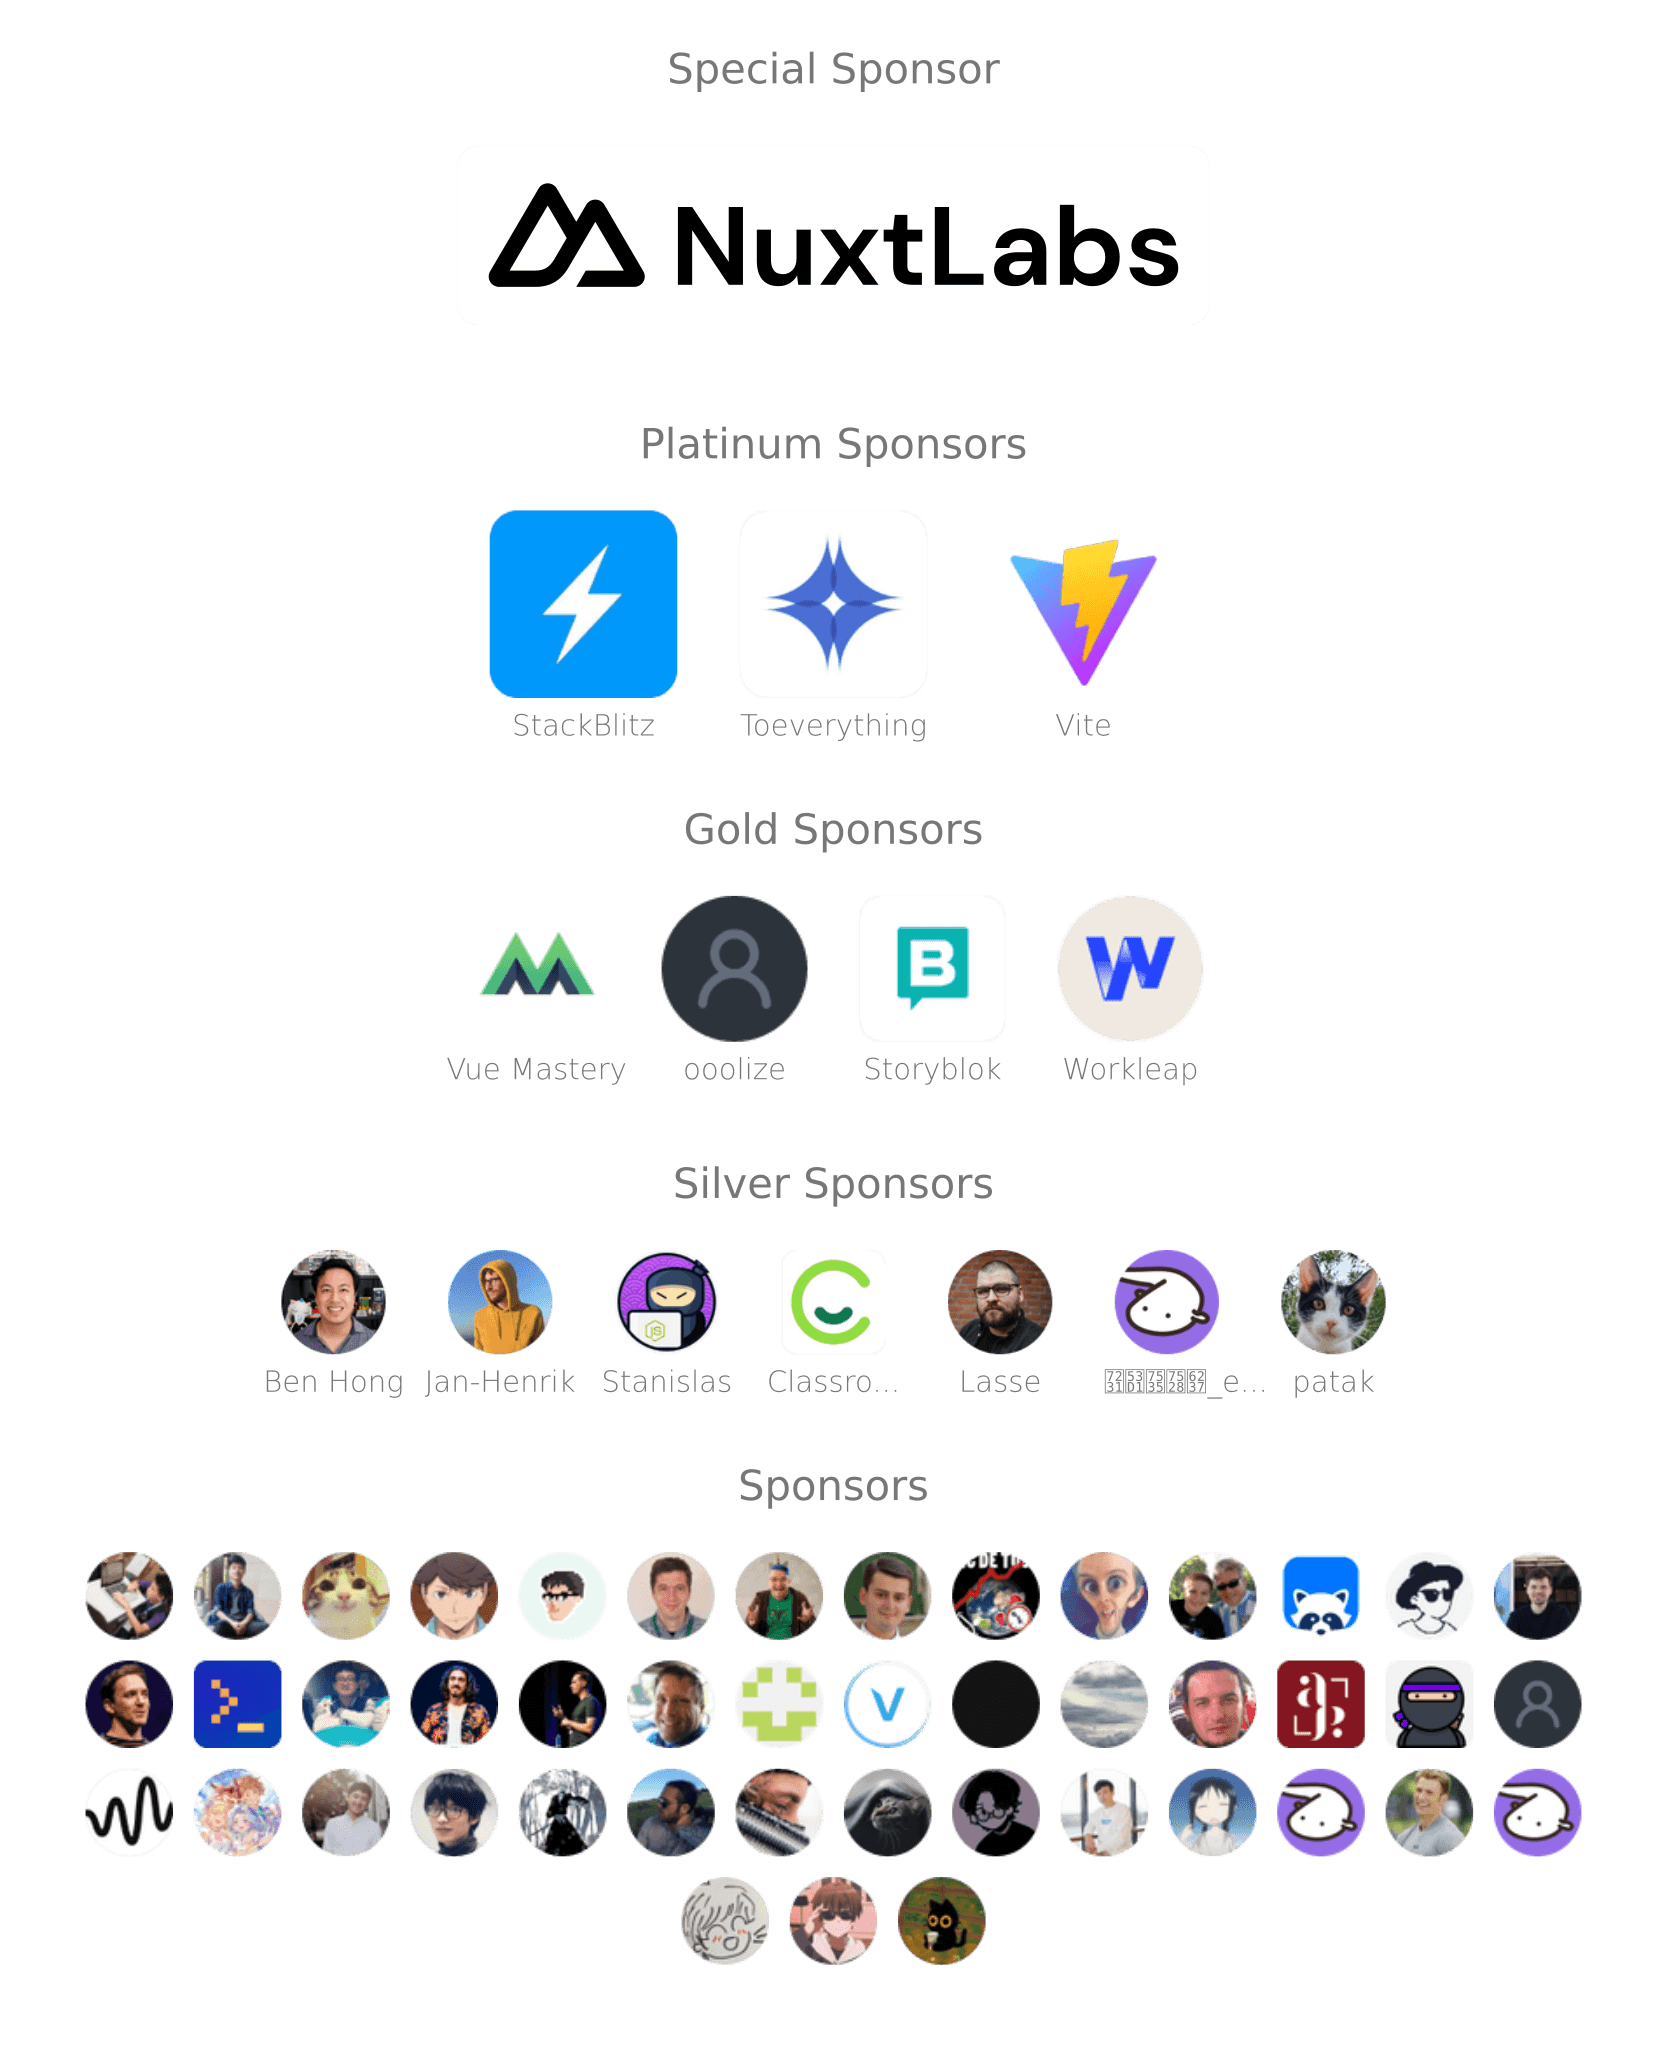 Special Sponsor
NuxtLabs
Platinum Sponsors
StackBlitz Toeverything Vite
Gold Sponsors
Vue Mastery ooolize Storyblok Workleap
Silver Sponsors
Ben Hong Jan-Henrik Stanislas Classro... Lasse _e... patak
Sponsors